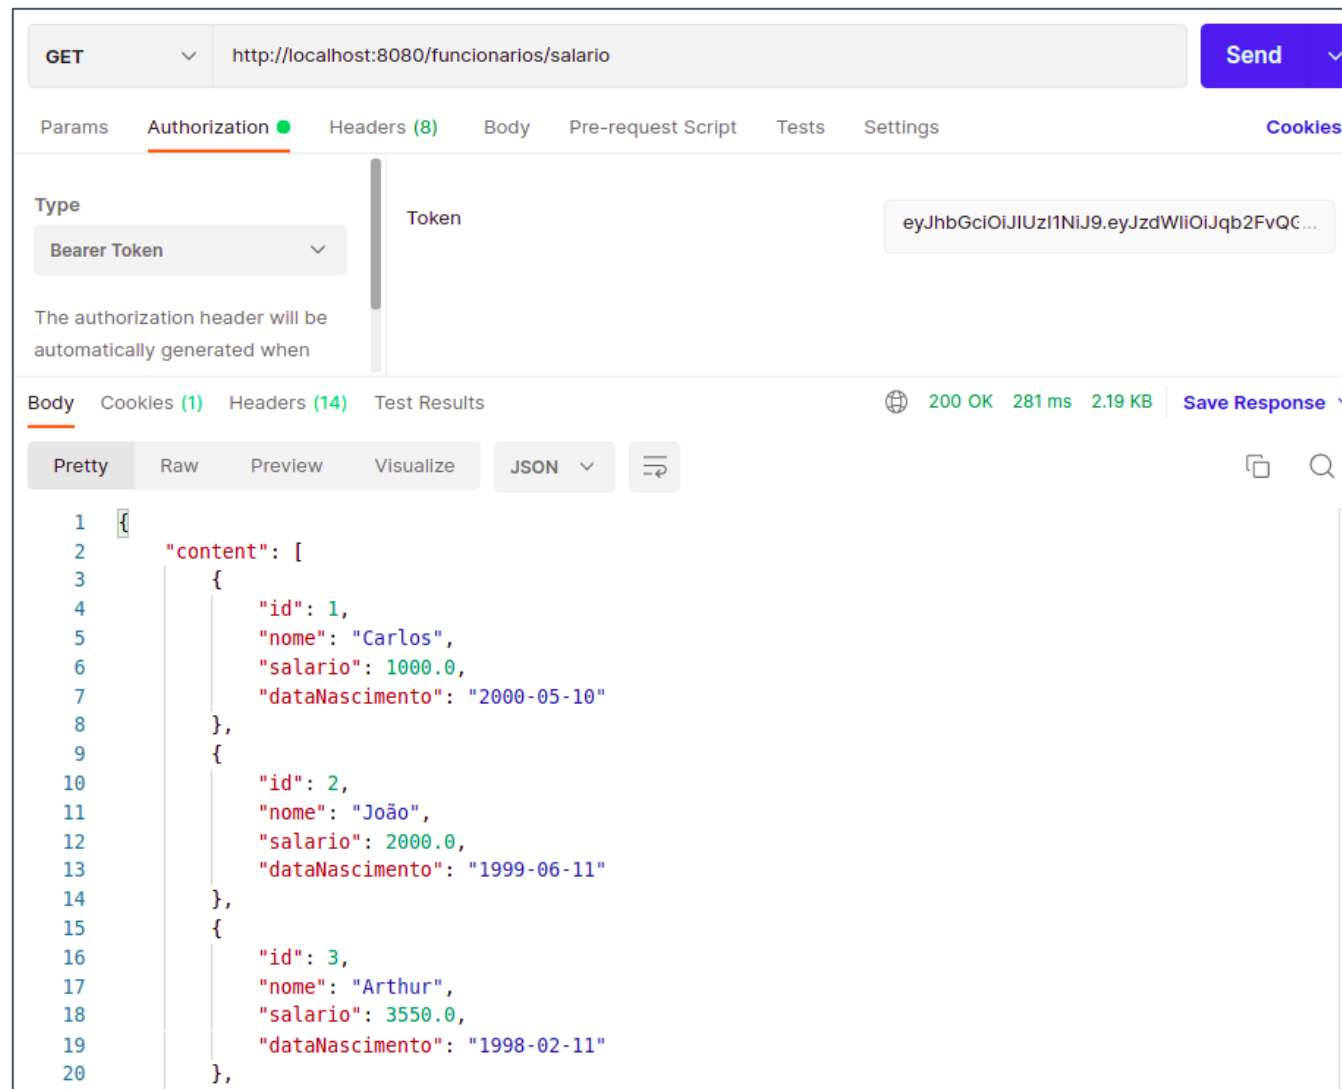 GET http://localhost:8080/funcionarios/salario Send
Params Authorization Headers (8) Body Pre-request Script Tests Settings Cookies
Type
Bearer Token
The authorization header will be
automatically generated when
Token eyJhbGciOiJIUzI1NiJ9.eyJzdWIiOiJqb2FvQG...
Body Cookies (1) Headers (14) Test Results 200 OK 281 ms 2.19 KB Save Response
Pretty Raw Preview Visualize JSON
1 {
2 "content": [
3 {
4 "id": 1,
5 "nome": "Carlos",
6 "salario": 1000.0,
7 "dataNascimento": "2000-05-10"
8 },
9 {
10 "id": 2,
11 "nome": "João",
12 "salario": 2000.0,
13 "dataNascimento": "1999-06-11"
14 },
15 {
16 "id": 3,
17 "nome": "Arthur",
18 "salario": 3550.0,
19 "dataNascimento": "1998-02-11"
20 },